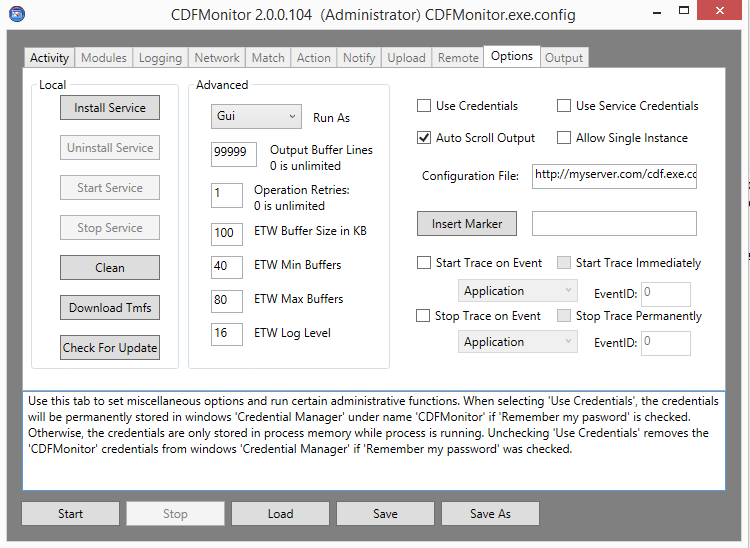 CDFMonitor 2.0.0.104 (Administrator) CDFMonitor.exe.config
Activity Modules Logging Network Match Action Notify Upload Remote Options Output
Local
Install Service
Uninstall Service
Start Service
Stop Service
Clean
Download Tmfs
Check For Update
Advanced
Gui Run As
99999 Output Buffer Lines
0 is unlimited
1 Operation Retries:
0 is unlimited
100 ETW Buffer Size in KB
40 ETW Min Buffers
80 ETW Max Buffers
16 ETW Log Level
Use Credentials Use Service Credentials
Auto Scroll Output Allow Single Instance
Configuration File: http://myserver.com/cdf.exe.cc
Insert Marker
Start Trace on Event Start Trace Immediately
Application EventID: 0
Stop Trace on Event Stop Trace Permanently
Application EventID: 0
Use this tab to set miscellaneous options and run certain administrative functions. When selecting 'Use Credentials', the credentials
will be permanently stored in windows 'Credential Manager' under name 'CDFMonitor' if 'Remember my pasword' is checked.
Otherwise, the credentials are only stored in process memory while process is running. Unchecking 'Use Credentials' removes the
'CDFMonitor' credentials from windows 'Credential Manager' if 'Remember my password' was checked.
Start Stop Load Save Save As